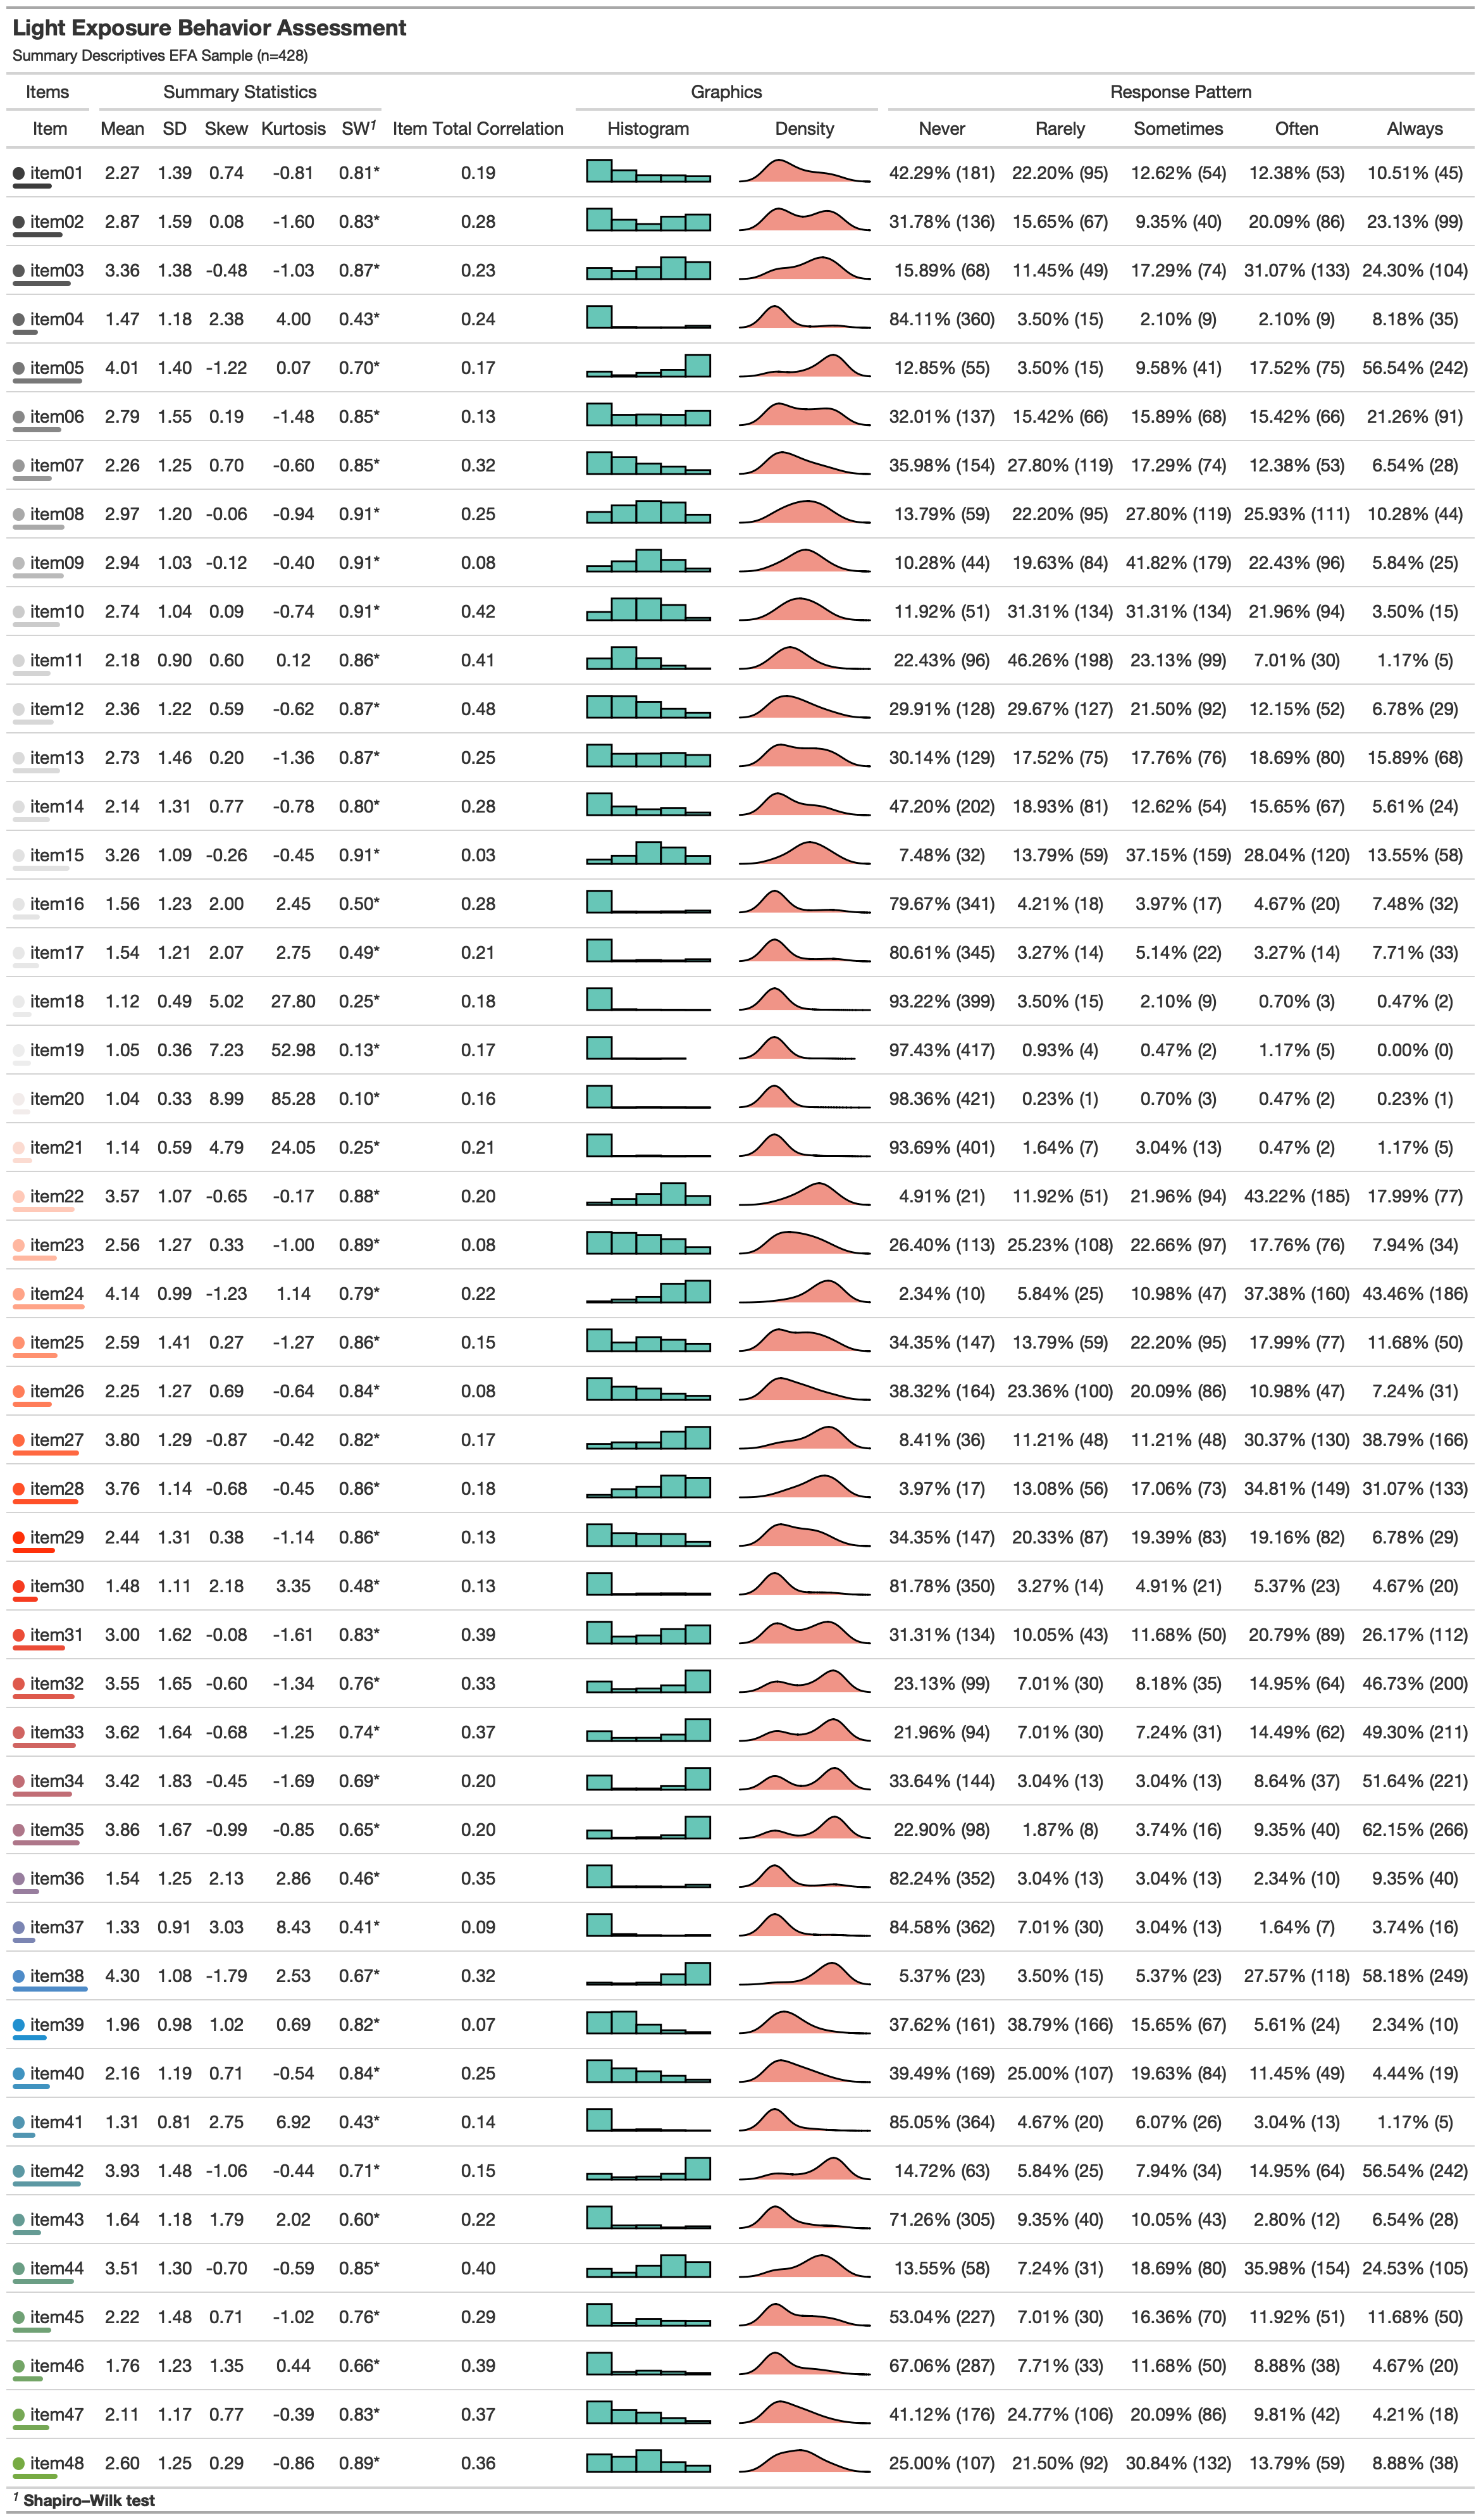 Light Exposure Behavior Assessment
Summary Descriptives EFA Sample (n=428)
Items Summary Statistics Graphics Response Pattern
Item Mean SD Skew Kurtosis SW1 Item Total Correlation Histogram Density Never Rarely Sometimes Often Always
item01 2.27 1.39 0.74 -0.81 0.81* 0.19 42.29% (181) 22.20% (95) 12.62% (54) 12.38% (53) 10.51% (45)
item02 2.87 1.59 0.08 -1.60 0.83* 0.28 31.78% (136) 15.65% (67) 9.35% (40) 20.09% (86) 23.13% (99)
item03 3.36 1.38 -0.48 -1.03 0.87* 0.23 15.89% (68) 11.45% (49) 17.29% (74) 31.07% (133) 24.30% (104)
item04 1.47 1.18 2.38 4.00 0.43* 0.24 84.11% (360) 3.50% (15) 2.10% (9) 2.10% (9) 8.18% (35)
item05 4.01 1.40 -1.22 0.07 0.70* 0.17 12.85% (55) 3.50% (15) 9.58% (41) 17.52% (75) 56.54% (242)
item06 2.79 1.55 0.19 -1.48 0.85* 0.13 32.01% (137) 15.42% (66) 15.89% (68) 15.42% (66) 21.26% (91)
item07 2.26 1.25 0.70 -0.60 0.85* 0.32 35.98% (154) 27.80% (119) 17.29% (74) 12.38% (53) 6.54% (28)
item08 2.97 1.20 -0.06 -0.94 0.91* 0.25 13.79% (59) 22.20% (95) 27.80% (119) 25.93% (111) 10.28% (44)
item09 2.94 1.03 -0.12 -0.40 0.91* 0.08 10.28% (44) 19.63% (84) 41.82% (179) 22.43% (96) 5.84% (25)
item10 2.74 1.04 0.09 -0.74 0.91* 0.42 11.92% (51) 31.31% (134) 31.31% (134) 21.96% (94) 3.50% (15)
item11 2.18 0.90 0.60 0.12 0.86* 0.41 22.43% (96) 46.26% (198) 23.13% (99) 7.01% (30) 1.17% (5)
item12 2.36 1.22 0.59 -0.62 0.87* 0.48 29.91% (128) 29.67% (127) 21.50% (92) 12.15% (52) 6.78% (29)
item13 2.73 1.46 0.20 -1.36 0.87* 0.25 30.14% (129) 17.52% (75) 17.76% (76) 18.69% (80) 15.89% (68)
item14 2.14 1.31 0.77 -0.78 0.80* 0.28 47.20% (202) 18.93% (81) 12.62% (54) 15.65% (67) 5.61% (24)
item15 3.26 1.09 -0.26 -0.45 0.91* 0.03 7.48% (32) 13.79% (59) 37.15% (159) 28.04% (120) 13.55% (58)
item16 1.56 1.23 2.00 2.45 0.50* 0.28 79.67% (341) 4.21% (18) 3.97% (17) 4.67% (20) 7.48% (32)
item17 1.54 1.21 2.07 2.75 0.49* 0.21 80.61% (345) 3.27% (14) 5.14% (22) 3.27% (14) 7.71% (33)
item18 1.12 0.49 5.02 27.80 0.25* 0.18 93.22% (399) 3.50% (15) 2.10% (9) 0.70% (3) 0.47% (2)
item19 1.05 0.36 7.23 52.98 0.13* 0.17 97.43% (417) 0.93% (4) 0.47% (2) 1.17% (5) 0.00% (0)
item20 1.04 0.33 8.99 85.28 0.10* 0.16 98.36% (421) 0.23% (1) 0.70% (3) 0.47% (2) 0.23% (1)
item21 1.14 0.59 4.79 24.05 0.25* 0.21 93.69% (401) 1.64% (7) 3.04% (13) 0.47% (2) 1.17% (5)
item22 3.57 1.07 -0.65 -0.17 0.88* 0.20 4.91% (21) 11.92% (51) 21.96% (94) 43.22% (185) 17.99% (77)
item23 2.56 1.27 0.33 -1.00 0.89* 0.08 26.40% (113) 25.23% (108) 22.66% (97) 17.76% (76) 7.94% (34)
item24 4.14 0.99 -1.23 1.14 0.79* 0.22 2.34% (10) 5.84% (25) 10.98% (47) 37.38% (160) 43.46% (186)
item25 2.59 1.41 0.27 -1.27 0.86* 0.15 34.35% (147) 13.79% (59) 22.20% (95) 17.99% (77) 11.68% (50)
item26 2.25 1.27 0.69 -0.64 0.84* 0.08 38.32% (164) 23.36% (100) 20.09% (86) 10.98% (47) 7.24% (31)
item27 3.80 1.29 -0.87 -0.42 0.82* 0.17 8.41% (36) 11.21% (48) 11.21% (48) 30.37% (130) 38.79% (166)
item28 3.76 1.14 -0.68 -0.45 0.86* 0.18 3.97% (17) 13.08% (56) 17.06% (73) 34.81% (149) 31.07% (133)
item29 2.44 1.31 0.38 -1.14 0.86* 0.13 34.35% (147) 20.33% (87) 19.39% (83) 19.16% (82) 6.78% (29)
item30 1.48 1.11 2.18 3.35 0.48* 0.13 81.78% (350) 3.27% (14) 4.91% (21) 5.37% (23) 4.67% (20)
item31 3.00 1.62 -0.08 -1.61 0.83* 0.39 31.31% (134) 10.05% (43) 11.68% (50) 20.79% (89) 26.17% (112)
item32 3.55 1.65 -0.60 -1.34 0.76* 0.33 23.13% (99) 7.01% (30) 8.18% (35) 14.95% (64) 46.73% (200)
item33 3.62 1.64 -0.68 -1.25 0.74* 0.37 21.96% (94) 7.01% (30) 7.24% (31) 14.49% (62) 49.30% (211)
item34 3.42 1.83 -0.45 -1.69 0.69* 0.20 33.64% (144) 3.04% (13) 3.04% (13) 8.64% (37) 51.64% (221)
item35 3.86 1.67 -0.99 -0.85 0.65* 0.20 22.90% (98) 1.87% (8) 3.74% (16) 9.35% (40) 62.15% (266)
item36 1.54 1.25 2.13 2.86 0.46* 0.35 82.24% (352) 3.04% (13) 3.04% (13) 2.34% (10) 9.35% (40)
item37 1.33 0.91 3.03 8.43 0.41* 0.09 84.58% (362) 7.01% (30) 3.04% (13) 1.64% (7) 3.74% (16)
item38 4.30 1.08 -1.79 2.53 0.67* 0.32 5.37% (23) 3.50% (15) 5.37% (23) 27.57% (118) 58.18% (249)
item39 1.96 0.98 1.02 0.69 0.82* 0.07 37.62% (161) 38.79% (166) 15.65% (67) 5.61% (24) 2.34% (10)
item40 2.16 1.19 0.71 -0.54 0.84* 0.25 39.49% (169) 25.00% (107) 19.63% (84) 11.45% (49) 4.44% (19)
item41 1.31 0.81 2.75 6.92 0.43* 0.14 85.05% (364) 4.67% (20) 6.07% (26) 3.04% (13) 1.17% (5)
item42 3.93 1.48 -1.06 -0.44 0.71* 0.15 14.72% (63) 5.84% (25) 7.94% (34) 14.95% (64) 56.54% (242)
item43 1.64 1.18 1.79 2.02 0.60* 0.22 71.26% (305) 9.35% (40) 10.05% (43) 2.80% (12) 6.54% (28)
item44 3.51 1.30 -0.70 -0.59 0.85* 0.40 13.55% (58) 7.24% (31) 18.69% (80) 35.98% (154) 24.53% (105)
item45 2.22 1.48 0.71 -1.02 0.76* 0.29 53.04% (227) 7.01% (30) 16.36% (70) 11.92% (51) 11.68% (50)
item46 1.76 1.23 1.35 0.44 0.66* 0.39 67.06% (287) 7.71% (33) 11.68% (50) 8.88% (38) 4.67% (20)
item47 2.11 1.17 0.77 -0.39 0.83* 0.37 41.12% (176) 24.77% (106) 20.09% (86) 9.81% (42) 4.21% (18)
item48 2.60 1.25 0.29 -0.86 0.89* 0.36 25.00% (107) 21.50% (92) 30.84% (132) 13.79% (59) 8.88% (38)
1 Shapiro–Wilk test